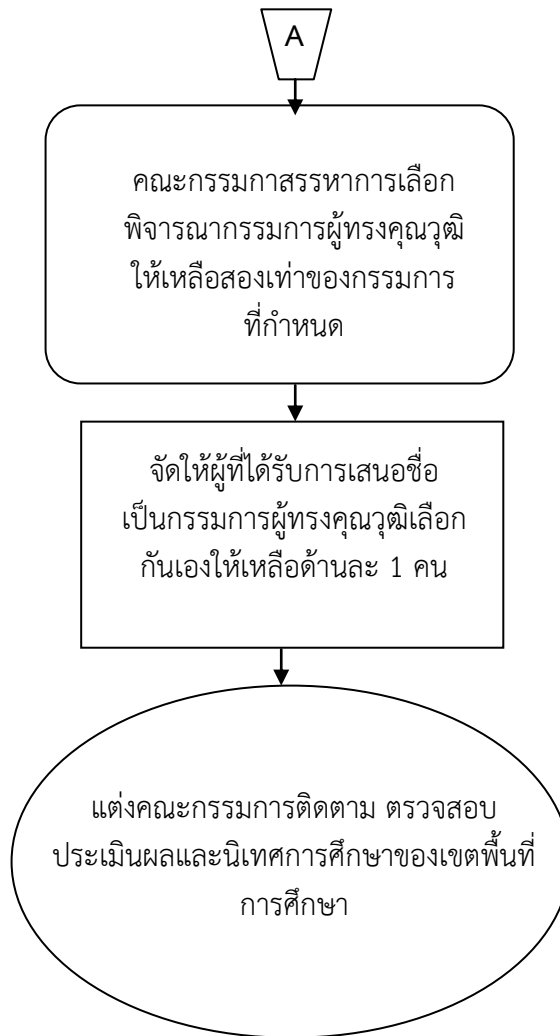 A
คณะกรรมกาสรรหาการเลือก
พิจารณากรรมการผู้ทรงคุณวุฒิ
ให้เหลือสองเท่าของกรรมการ
ที่กำหนด
จัดให้ผู้ที่ได้รับการเสนอชื่อ
เป็นกรรมการผู้ทรงคุณวุฒิเลือก
กันเองให้เหลือด้านละ 1 คน
แต่งคณะกรรมการติดตาม ตรวจสอบ
ประเมินผลและนิเทศการศึกษาของเขตพื้นที่
การศึกษา